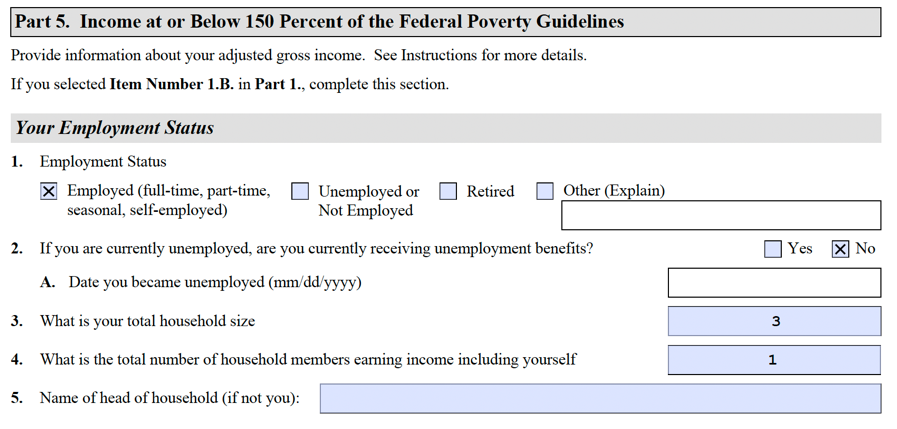 Part 5. Income at or Below 150 Percent of the Federal Poverty Guidelines
Provide information about your adjusted gross income. See Instructions for more details.
If you selected Item Number 1.B. in Part 1., complete this section.
Your Employment Status
1. Employment Status
Employed (full-time, part-time, seasonal, self-employed)
Unemployed or Not Employed
Retired
Other (Explain)
2. If you are currently unemployed, are you currently receiving unemployment benefits? Yes No
A. Date you became unemployed (mm/dd/yyyy)
3. What is your total household size 3
4. What is the total number of household members earning income including yourself 1
5. Name of head of household (if not you):